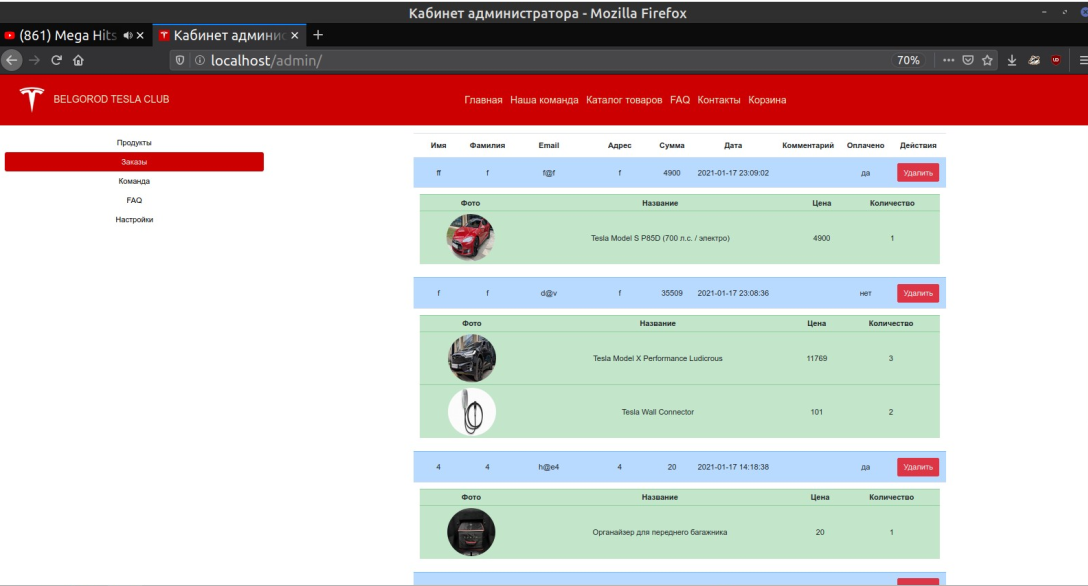 Кабинет администратора - Mozilla Firefox
(861) Mega Hits
Кабинет админис
localhost/admin/
70%
BELGOROD TESLA CLUB
Главная Наша команда Каталог товаров FAQ Контакты Корзина
Продукты
Заказы
Команда
FAQ
Настройки
Имя Фамилия Email Адрес Сумма Дата Комментарий Оплачено Действия
ff f f@f f 4900 2021-01-17 23:09:02 да Удалить
Фото Название Цена Количество
Tesla Model S P85D (700 л.с. / электро) 4900 1
f f d@v f 35509 2021-01-17 23:08:36 нет Удалить
Фото Название Цена Количество
Tesla Model X Performance Ludicrous 11769 3
Tesla Wall Connector 101 2
4 4 h@e4 4 20 2021-01-17 14:18:38 да Удалить
Фото Название Цена Количество
Органайзер для переднего багажника 20 1